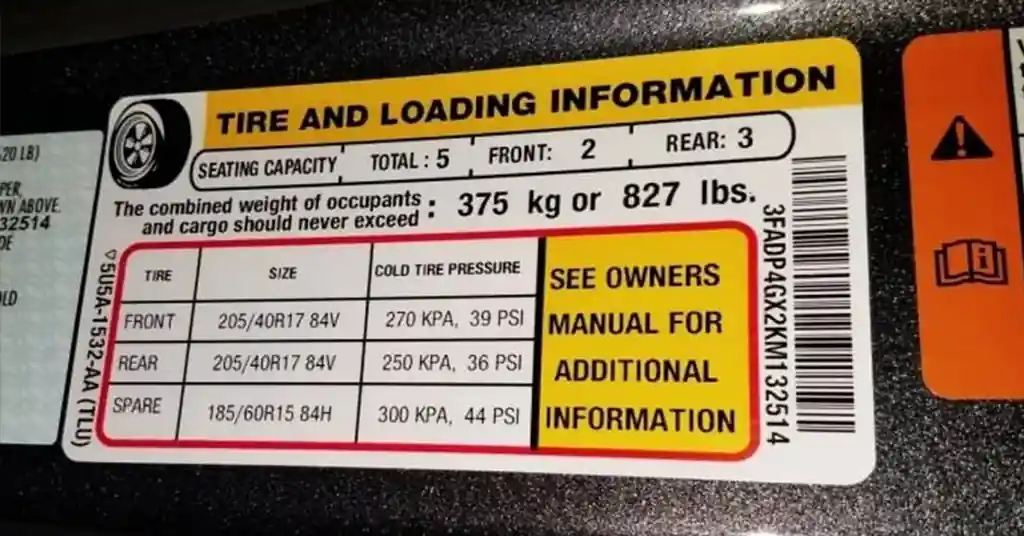 20 LB)
PER,
WN ABOVE.
32514
DE
OLD
TIRE AND LOADING INFORMATION
SEATING CAPACITY TOTAL : 5 FRONT: 2 REAR: 3
The combined weight of occupants
and cargo should never exceed : 375 kg or 827 lbs.
TIRE SIZE COLD TIRE PRESSURE
FRONT 205/40R17 84V 270 KPA, 39 PSI
REAR 205/40R17 84V 250 KPA, 36 PSI
SPARE 185/60R15 84H 300 KPA, 44 PSI
SEE OWNERS
MANUAL FOR
ADDITIONAL
INFORMATION
5U5A-1532-AA (TLU)
3FADP4GX2KM132514